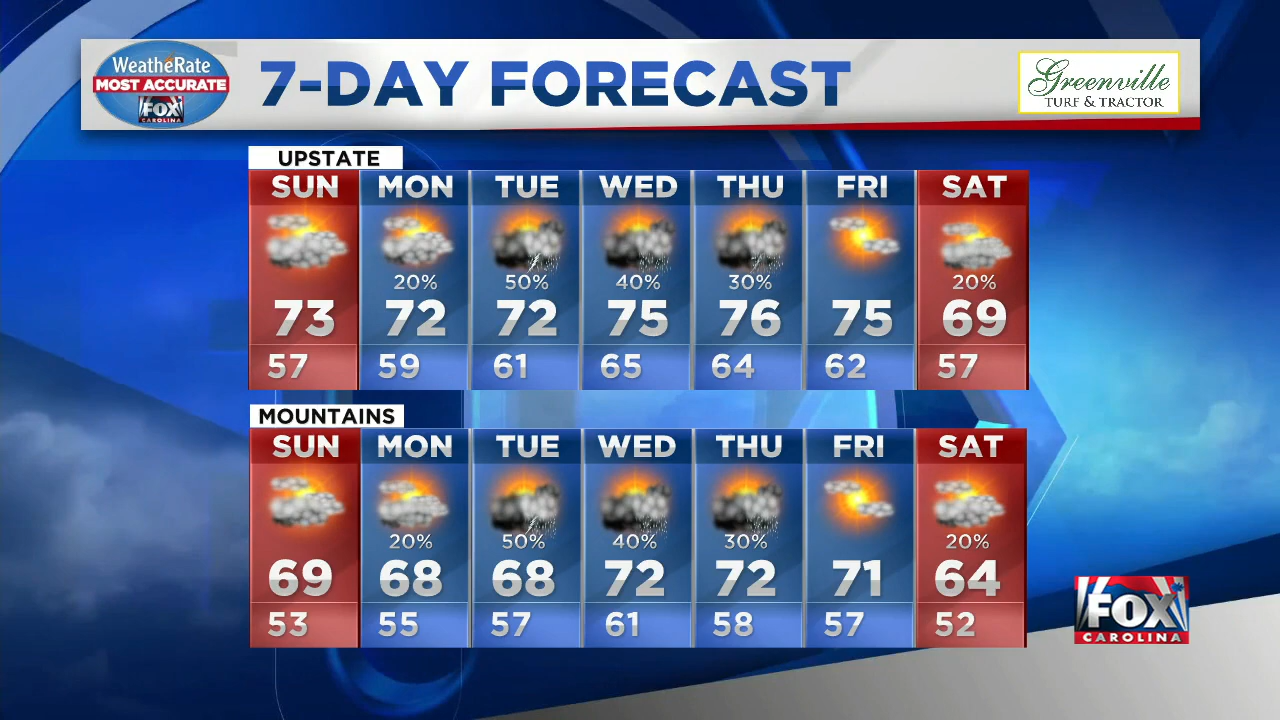 WeatheRate
MOST ACCURATE
FOX
CAROLINA
7-DAY FORECAST
Greenville
TURF & TRACTOR
UPSTATE
SUN MON TUE WED THU FRI SAT
20% 50% 40% 30% 20%
73 72 72 75 76 75 69
57 59 61 65 64 62 57
MOUNTAINS
SUN MON TUE WED THU FRI SAT
20% 50% 40% 30% 20%
69 68 68 72 72 71 64
53 55 57 61 58 57 52
FOX
CAROLINA